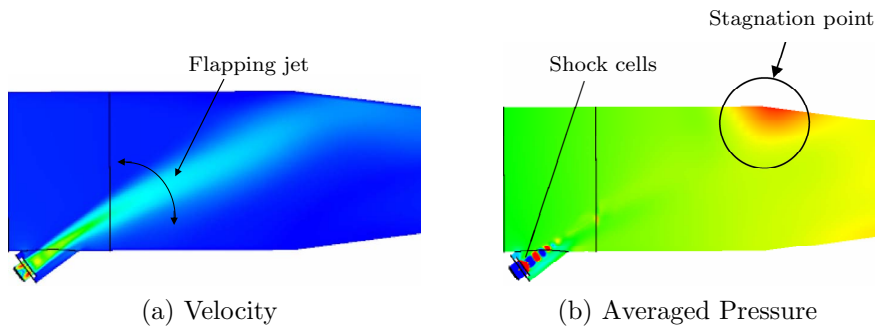 Flapping jet
(a) Velocity
Stagnation point
Shock cells
(b) Averaged Pressure